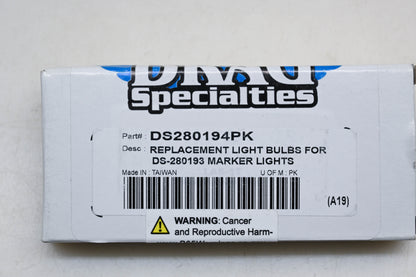 DRAG
Specialties
Part# : DS280194PK
Desc : REPLACEMENT LIGHT BULBS FOR
DS-280193 MARKER LIGHTS
Made IN : TAIWAN U OF M : PK
(A19)
WARNING: Cancer
and Reproductive Harm-